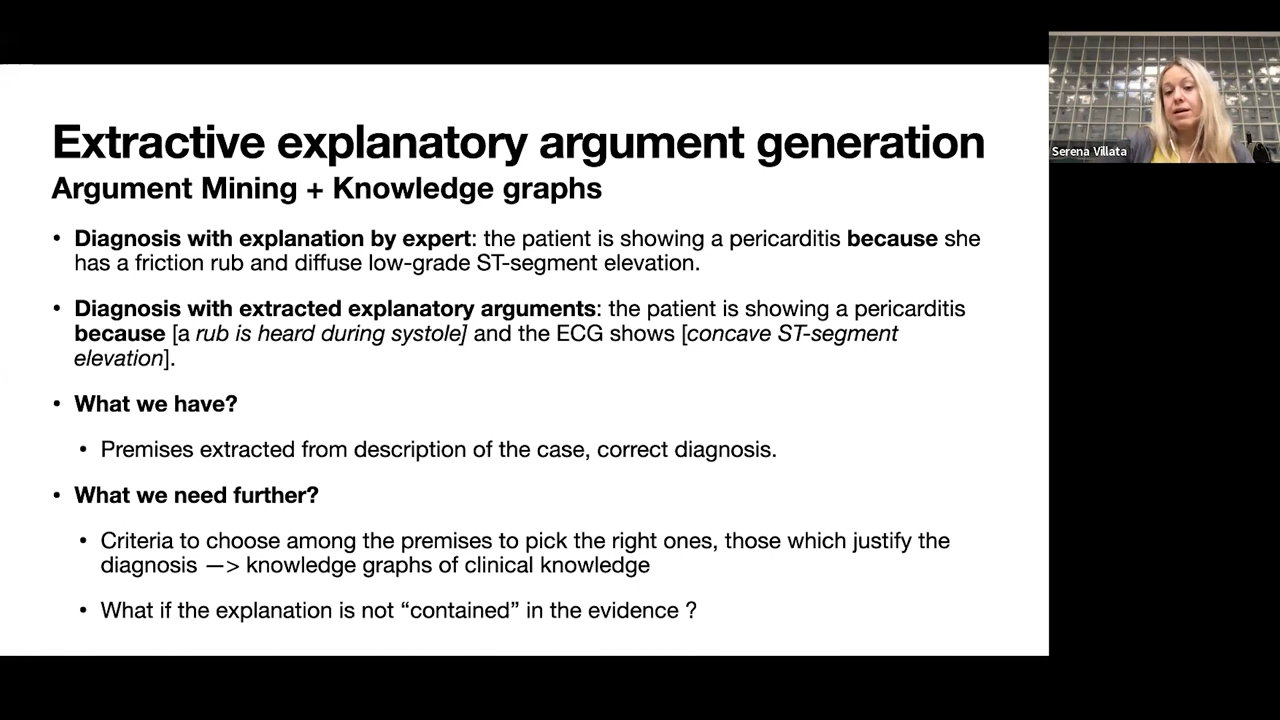 Extractive explanatory argument generation
Argument Mining + Knowledge graphs
• Diagnosis with explanation by expert: the patient is showing a pericarditis because she
has a friction rub and diffuse low-grade ST-segment elevation.
• Diagnosis with extracted explanatory arguments: the patient is showing a pericarditis
because [a rub is heard during systole] and the ECG shows [concave ST-segment
elevation].
• What we have?
• Premises extracted from description of the case, correct diagnosis.
• What we need further?
• Criteria to choose among the premises to pick the right ones, those which justify the
diagnosis —> knowledge graphs of clinical knowledge
• What if the explanation is not “contained” in the evidence ?
Serena Villata